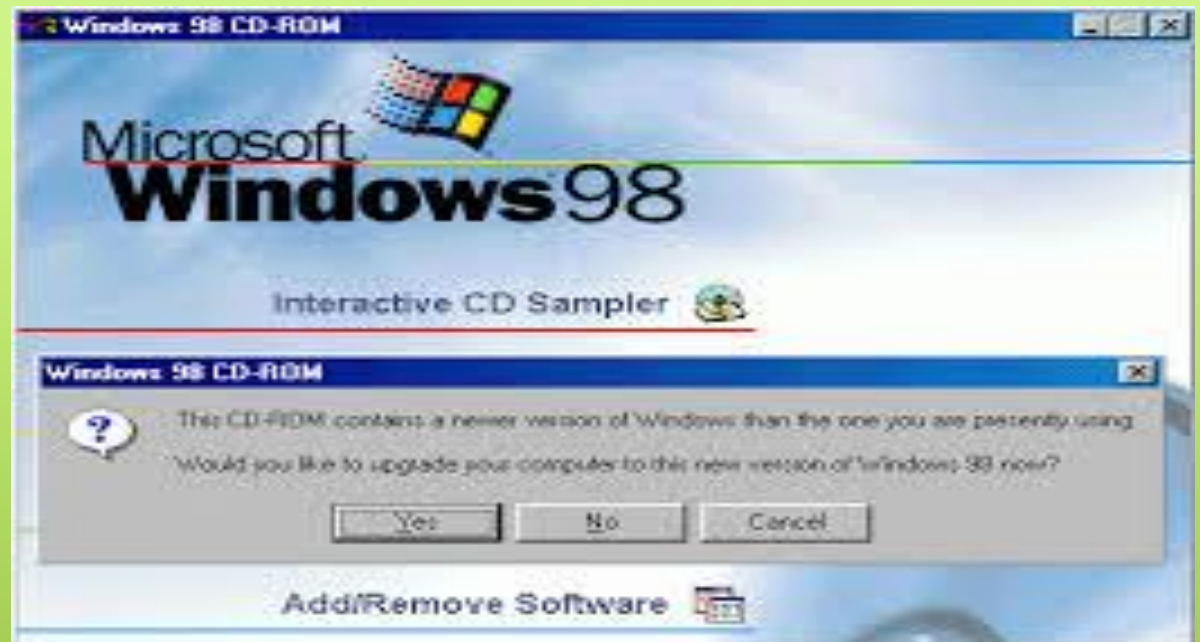 Windows 98 CD-ROM
Microsoft
Windows 98
Interactive CD Sampler
Windows 98 CD-ROM
This CD-ROM contains a newer version of Windows than the one you are presently using.
Would you like to upgrade your computer to this new version of Windows 98 now?
Yes
No
Cancel
Add/Remove Software